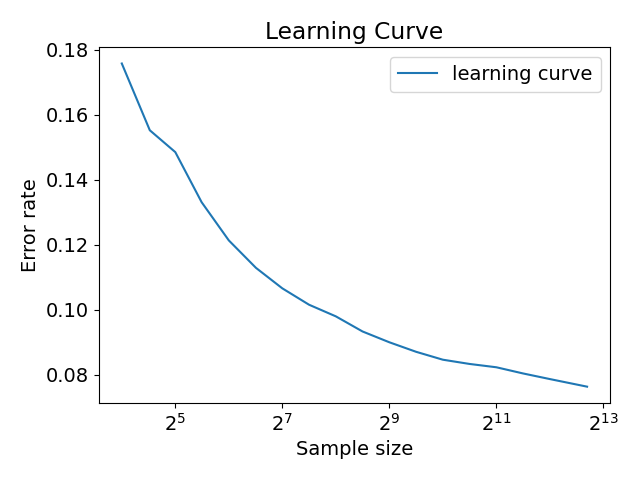 Learning Curve
learning curve
0.18
0.16
0.14
0.12
0.10
0.08
Error rate
2^5 2^7 2^9 2^11 2^13
Sample size